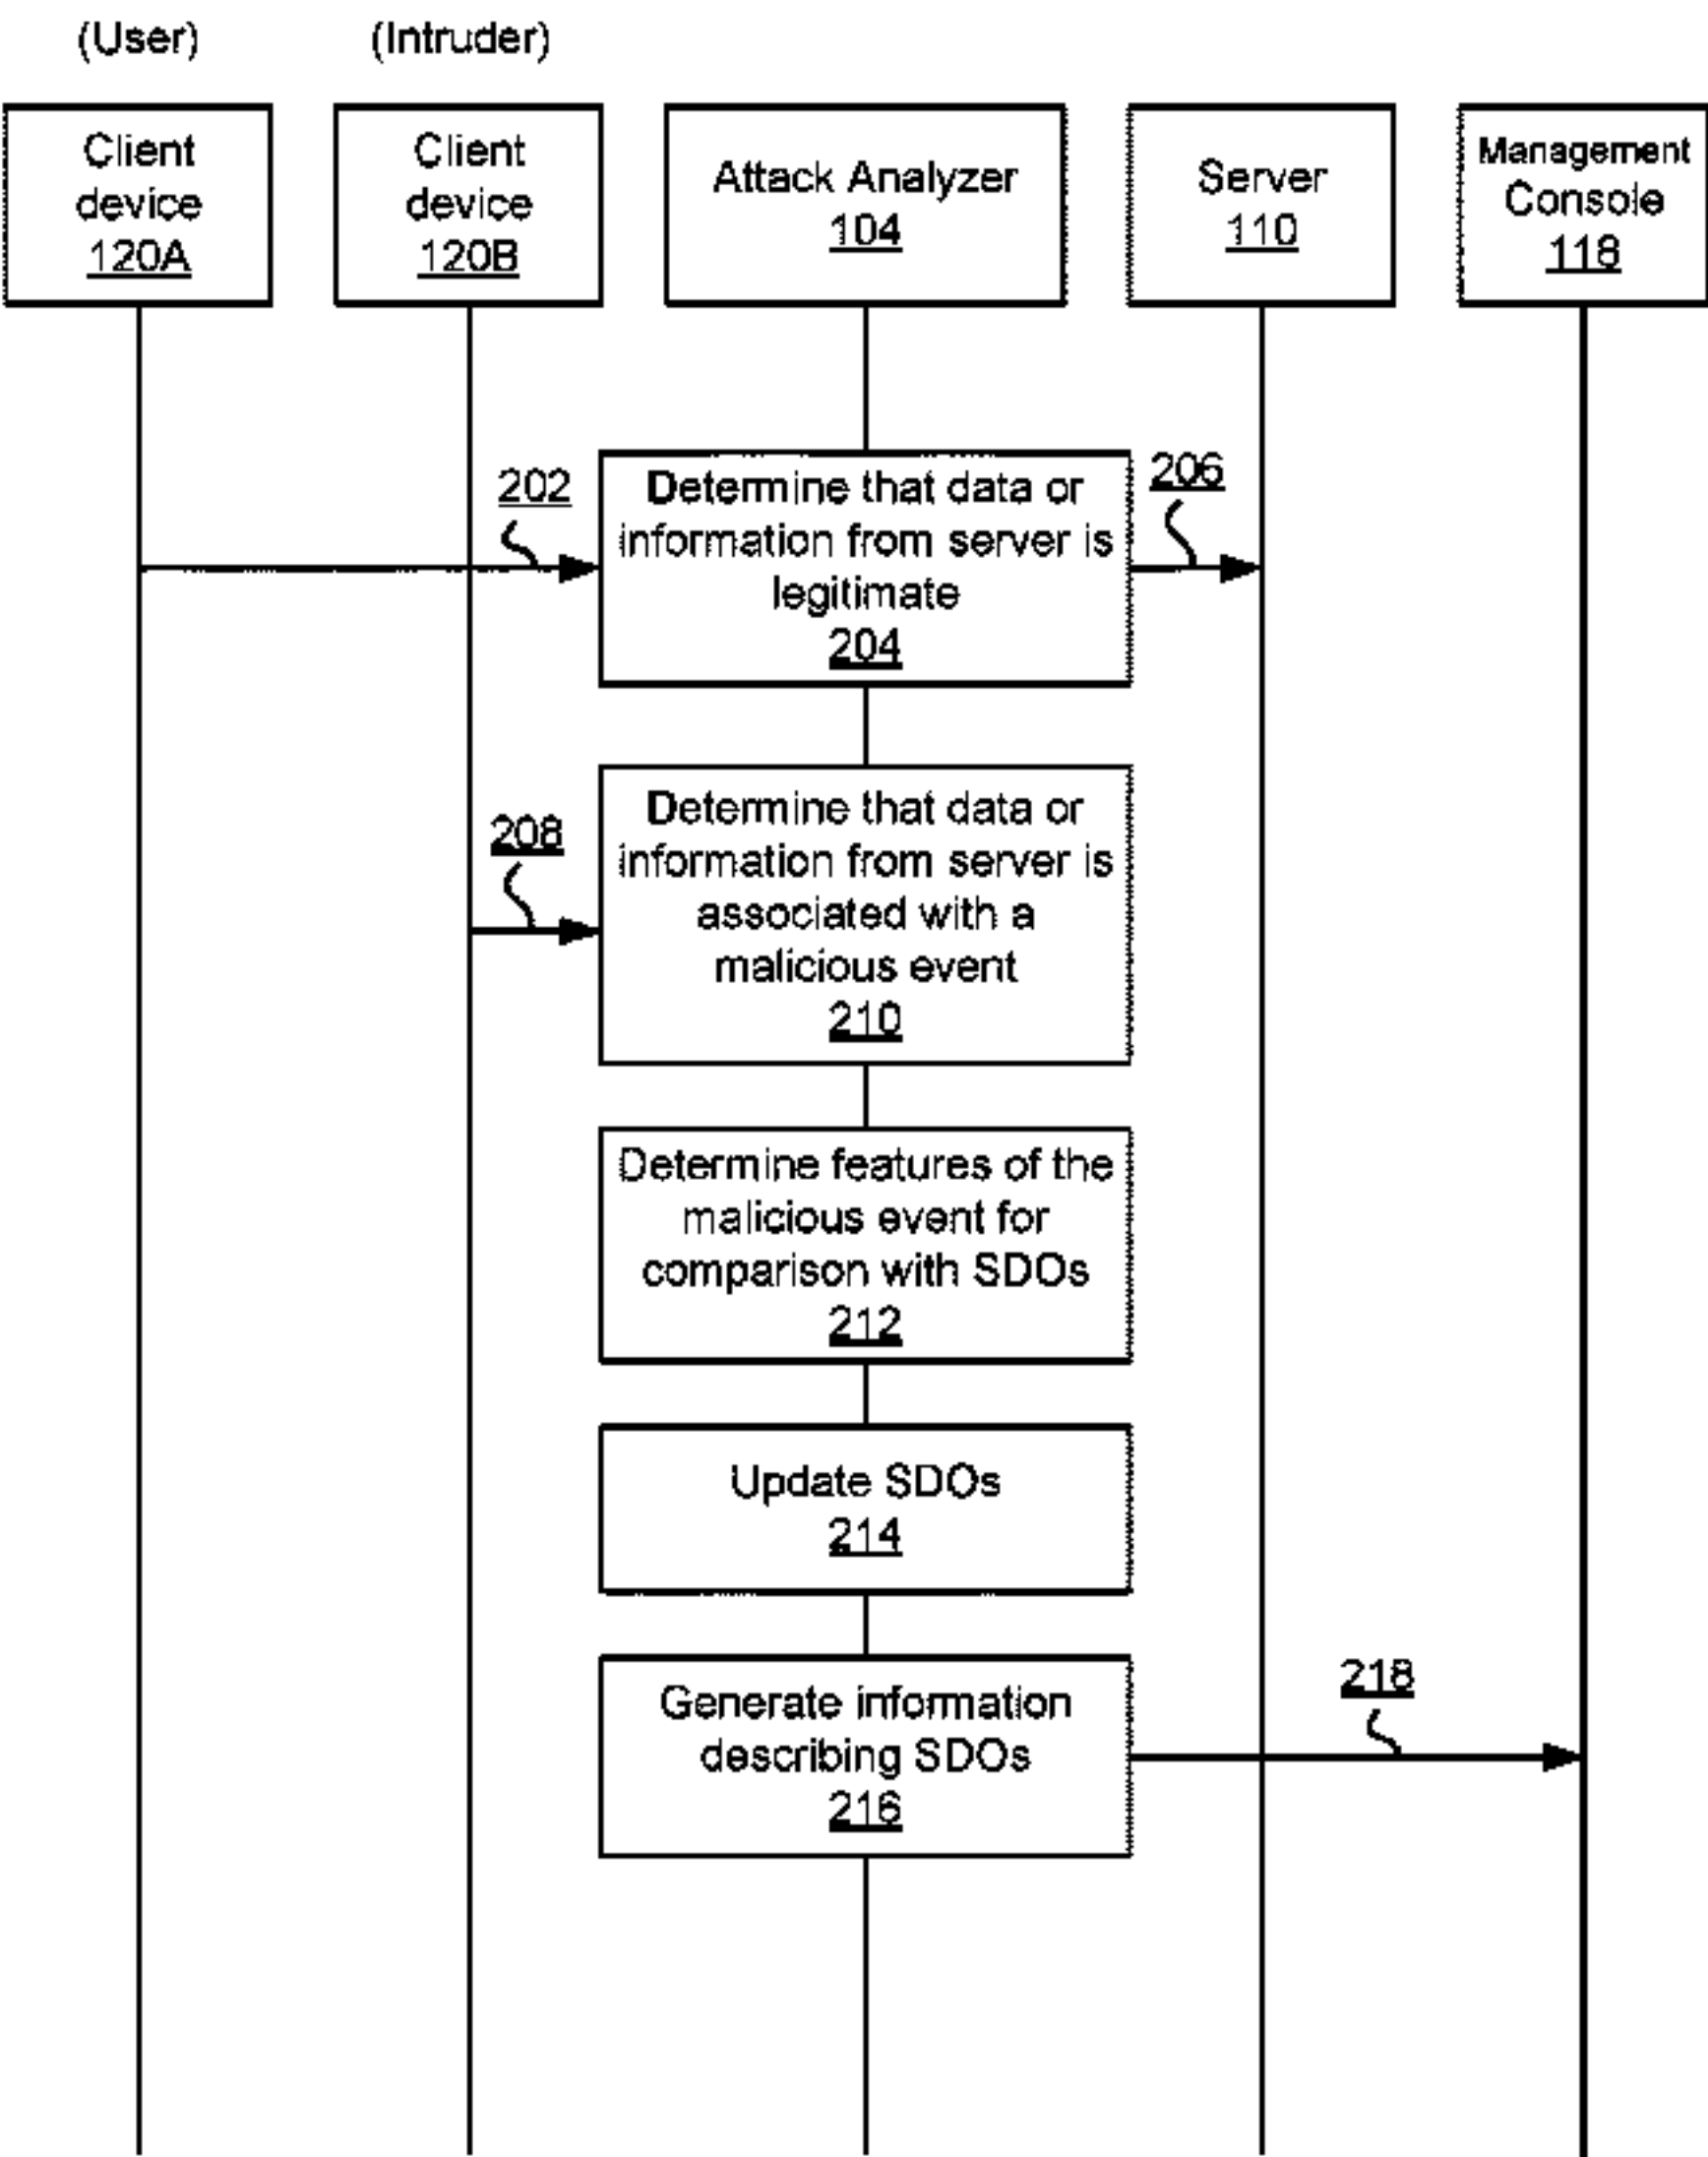 (User)
(Intruder)
Client
device
120A
Client
device
120B
Attack Analyzer
104
Server
110
Management
Console
118
202
Determine that data or
information from server is
legitimate
204
206
208
Determine that data or
information from server is
associated with a
malicious event
210
Determine features of the
malicious event for
comparison with SDOs
212
Update SDOs
214
Generate information
describing SDOs
216
218